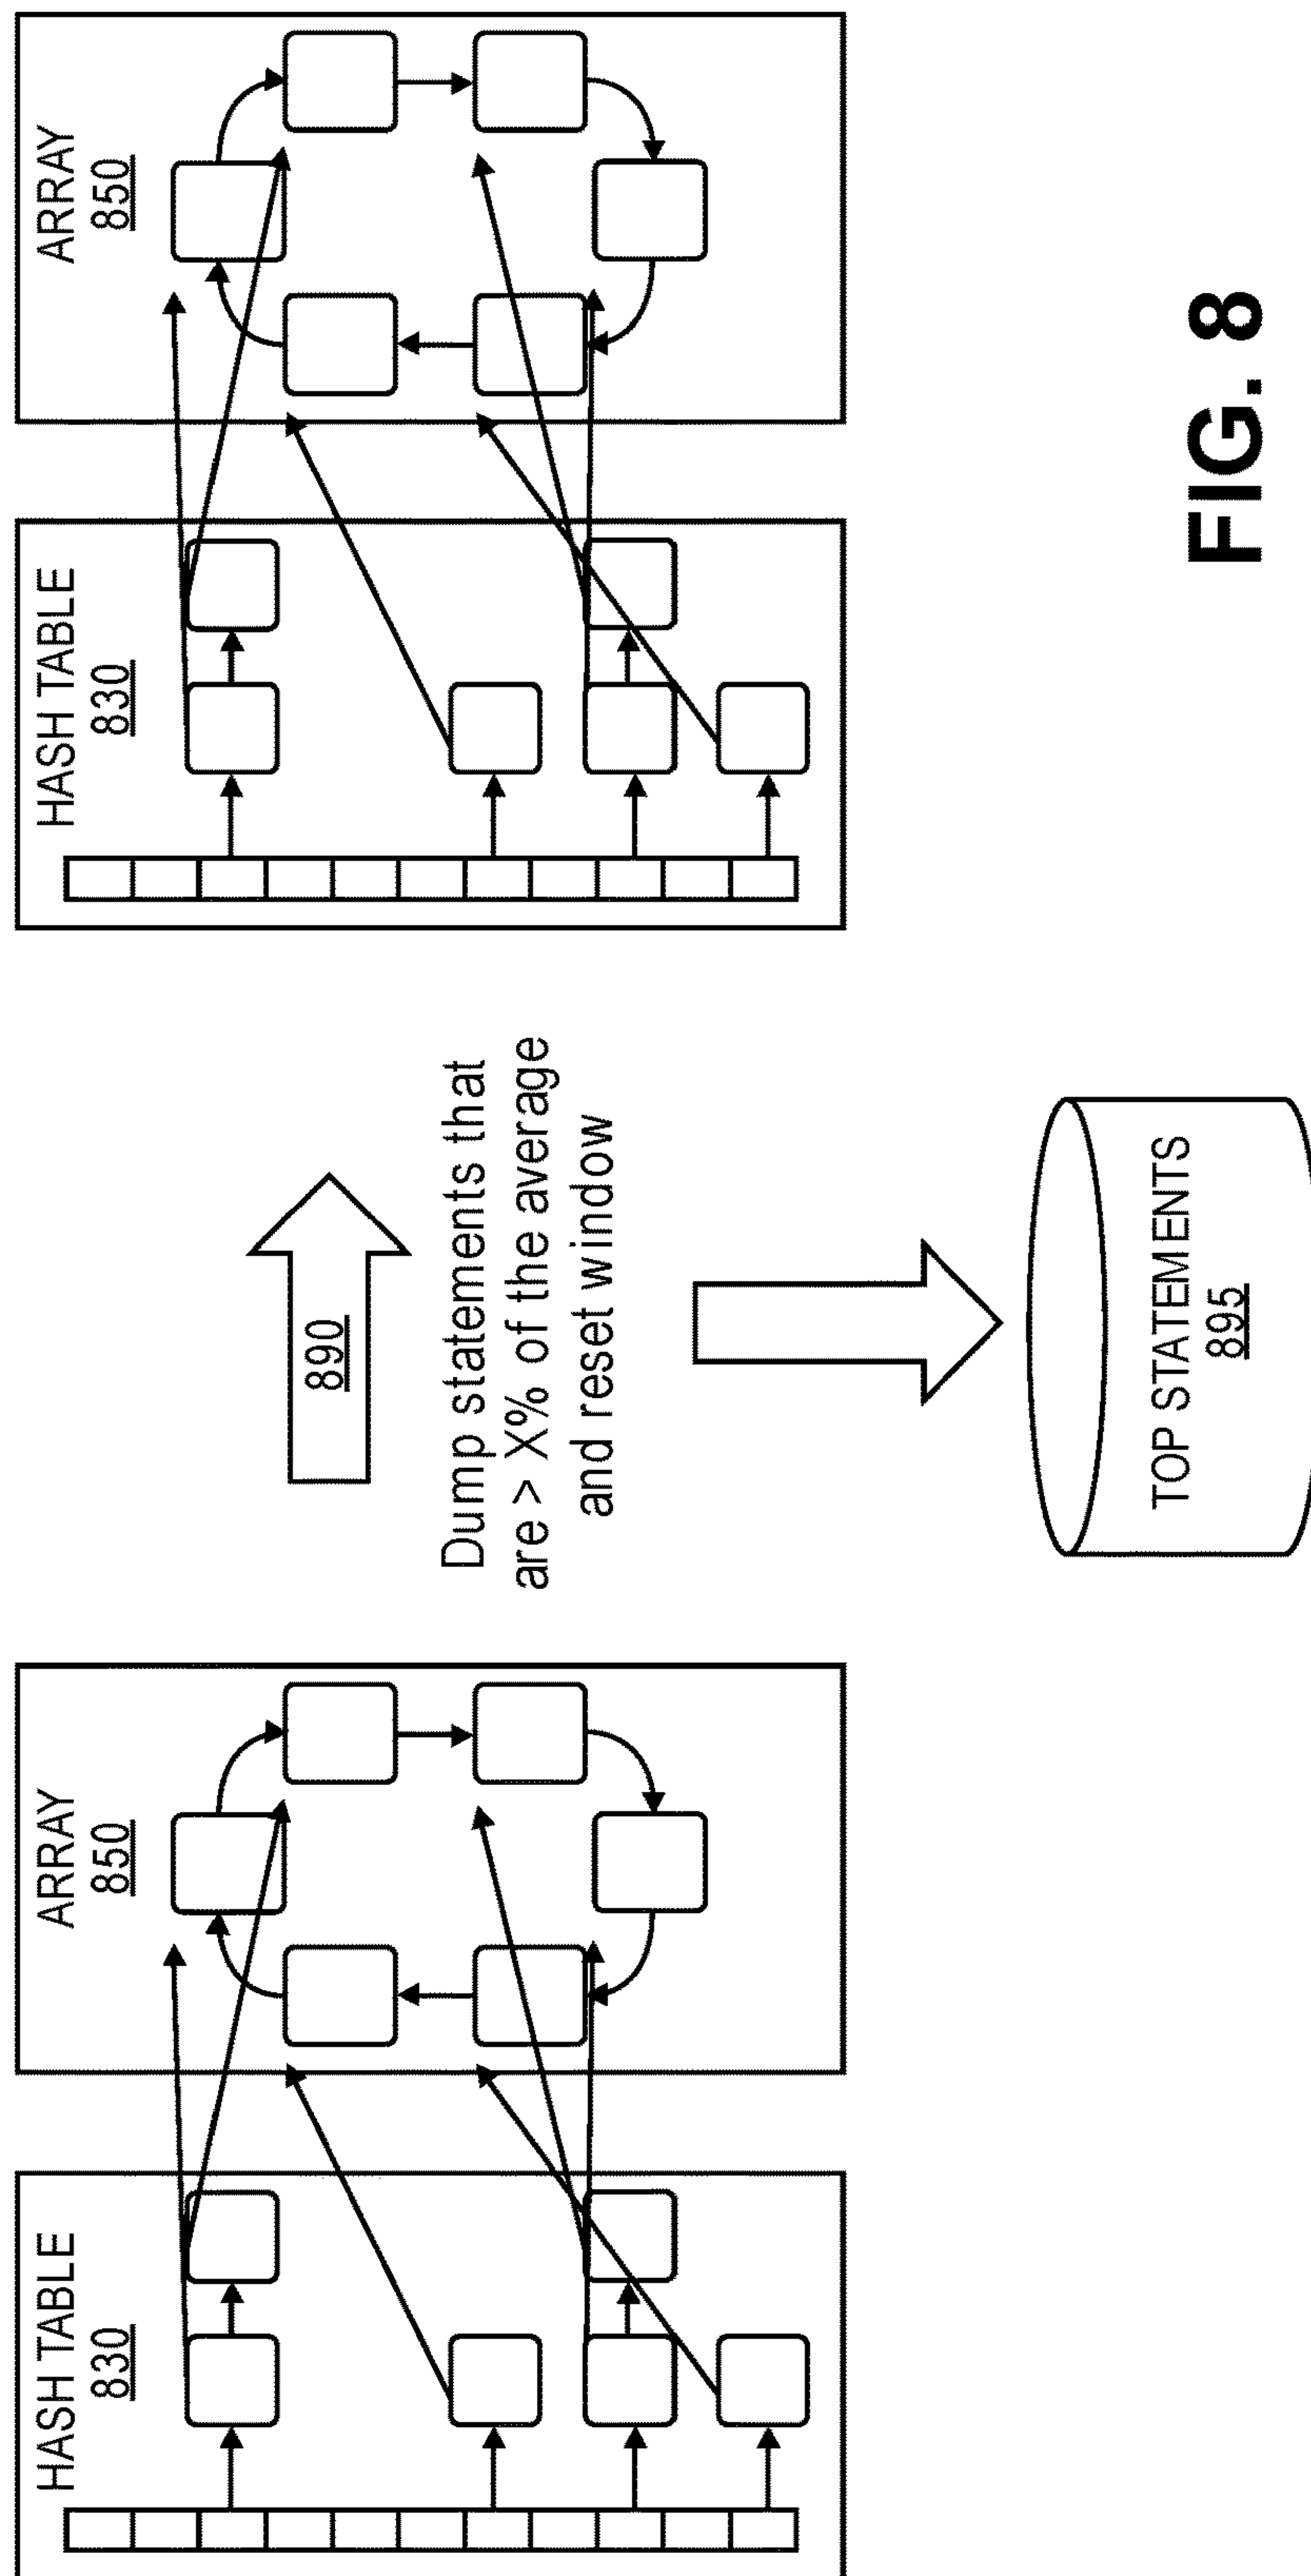 HASH TABLE
830
ARRAY
850
890
Dump statements that
are > X% of the average
and reset window
TOP STATEMENTS
895
HASH TABLE
830
ARRAY
850
FIG. 8